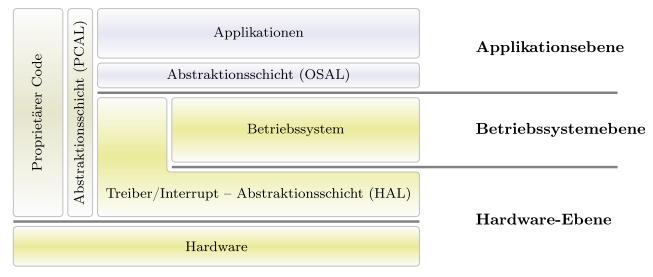 Proprietärer Code
Abstraktionsschicht (PCAL)
Applikationen
Abstraktionsschicht (OSAL)
Applikationsebene
Betriebssystem
Betriebssystemebene
Treiber/Interrupt – Abstraktionsschicht (HAL)
Hardware-Ebene
Hardware